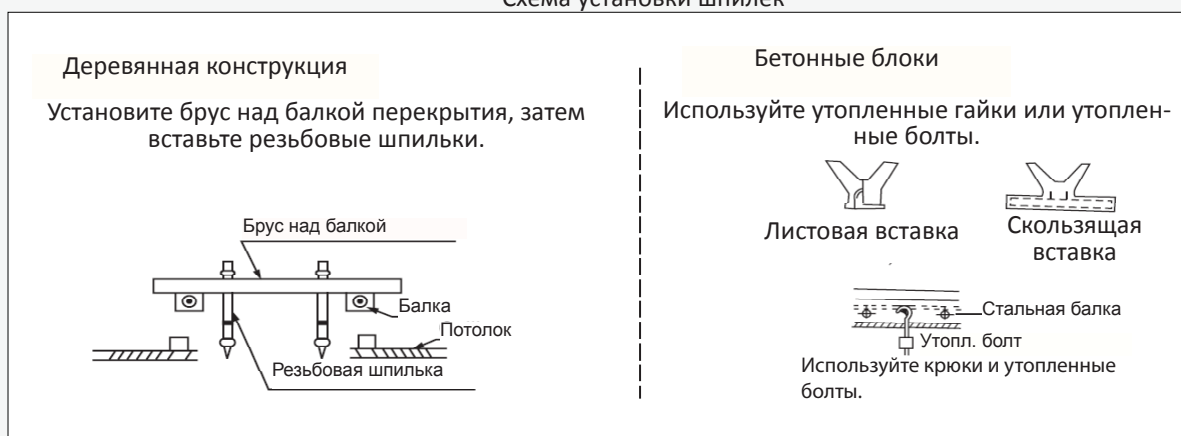 Схема установки шпилек
Деревянная конструкция
Установите брус над балкой перекрытия, затем
вставьте резьбовые шпильки.
Брус над балкой
Балка
Потолок
Резьбовая шпилька
Бетонные блоки
Используйте утопленные гайки или утоплен-
ные болты.
Листовая вставка
Скользящая
вставка
Стальная балка
Утопл. болт
Используйте крюки и утопленные
болты.